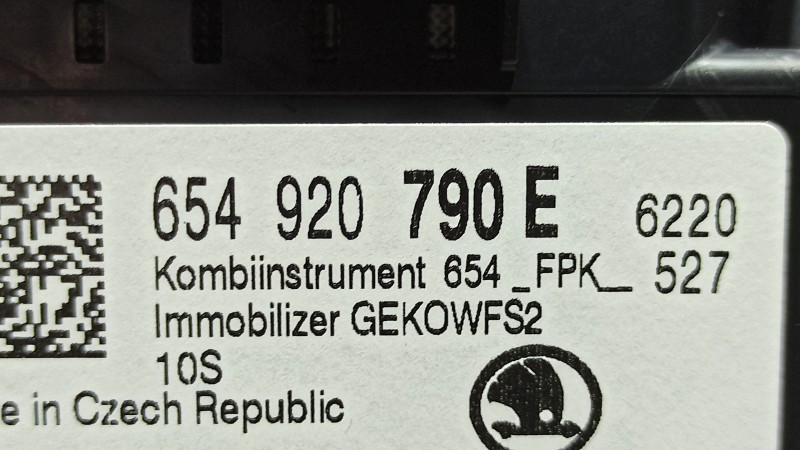 654 920 790 E 6220
Kombiinstrument 654 _FPK_ 527
Immobilizer GEKOWFS2
10S
e in Czech Republic